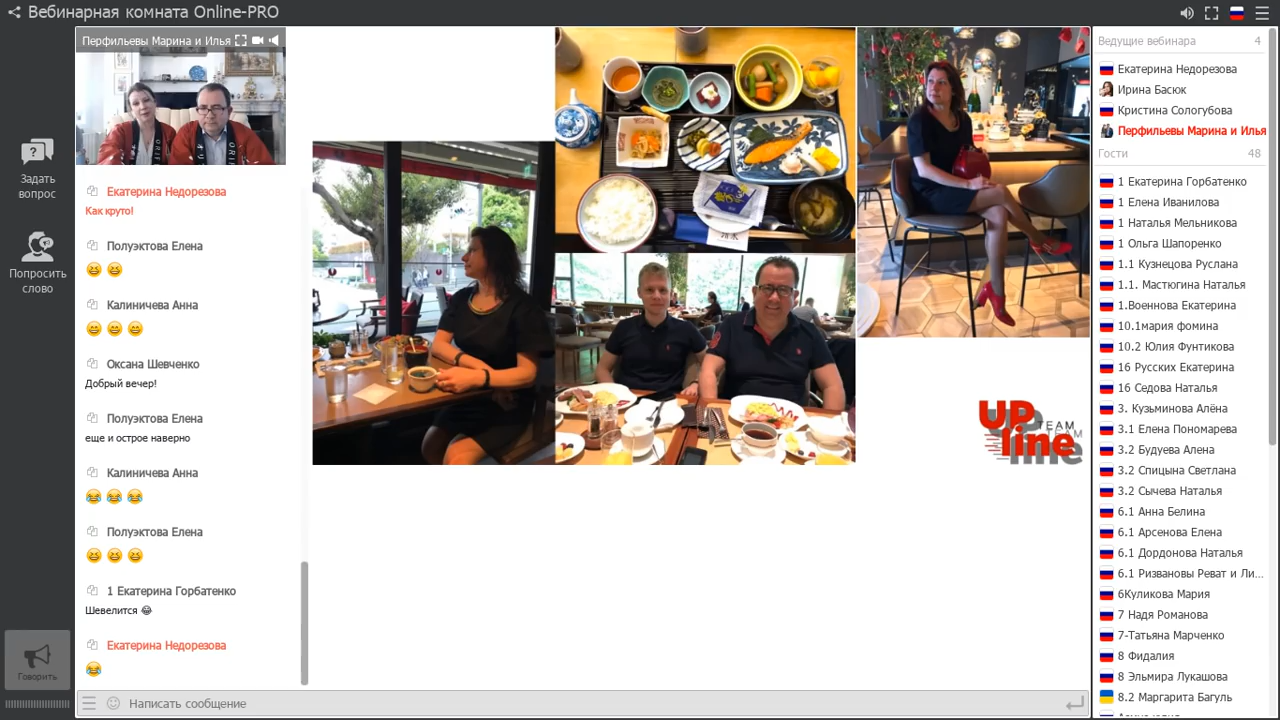 Вебинарная комната Online-PRO
Перфильевы Марина и Илья
Задать
вопрос
Попросить
слово
Говорить
Екатерина Недорезова
Как круто!
Полуэктова Елена
Калиничева Анна
Оксана Шевченко
Добрый вечер!
Полуэктова Елена
еще и острое наверно
Калиничева Анна
Полуэктова Елена
1 Екатерина Горбатенко
Шевелится 😂
Екатерина Недорезова
Написать сообщение
UP
TEAM
line
Ведущие вебинара 4
Екатерина Недорезова
Ирина Басюк
Кристина Сологубова
Перфильевы Марина и Илья
Гости 48
1 Екатерина Горбатенко
1 Елена Иванилова
1 Наталья Мельникова
1 Ольга Шапоренко
1.1 Кузнецова Руслана
1.1. Мастюгина Наталья
1.Военнова Екатерина
10.1мария фомина
10.2 Юлия Фунтикова
16 Русских Екатерина
16 Седова Наталья
3. Кузьминова Алёна
3.1 Елена Пономарева
3.2 Будуева Алена
3.2 Спицына Светлана
3.2 Сычева Наталья
6.1 Анна Белина
6.1 Арсенова Елена
6.1 Дордонова Наталья
6.1 Ризвановы Реват и Ли...
6Куликова Мария
7 Надя Романова
7-Татьяна Марченко
8 Фидалия
8 Эльмира Лукашова
8.2 Маргарита Вагуль